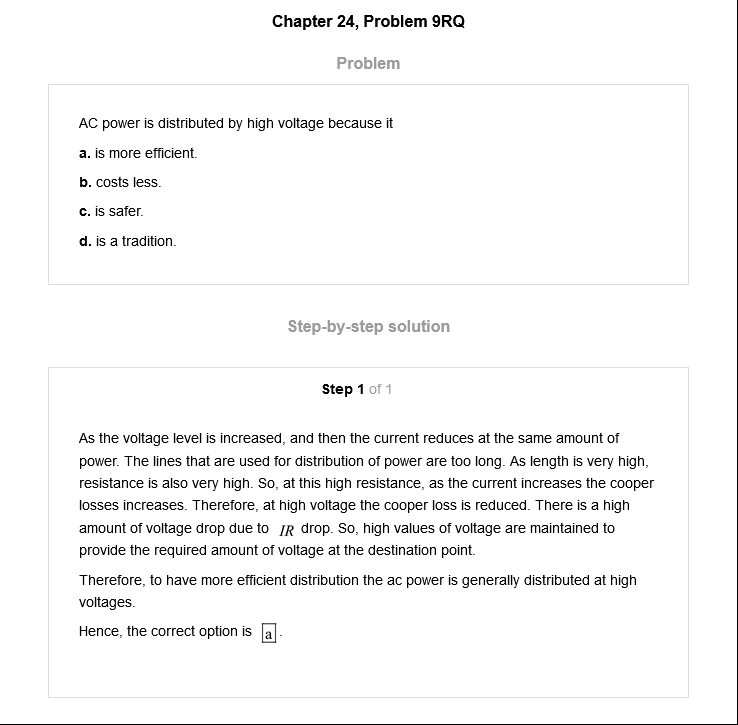 Chapter 24, Problem 9RQ
Problem
AC power is distributed by high voltage because it
a. is more efficient.
b. costs less.
c. is safer.
d. is a tradition.
Step-by-step solution
Step 1 of 1
As the voltage level is increased, and then the current reduces at the same amount of
power. The lines that are used for distribution of power are too long. As length is very high,
resistance is also very high. So, at this high resistance, as the current increases the cooper
losses increases. Therefore, at high voltage the cooper loss is reduced. There is a high
amount of voltage drop due to IR drop. So, high values of voltage are maintained to
provide the required amount of voltage at the destination point.
Therefore, to have more efficient distribution the ac power is generally distributed at high
voltages.
Hence, the correct option is a.